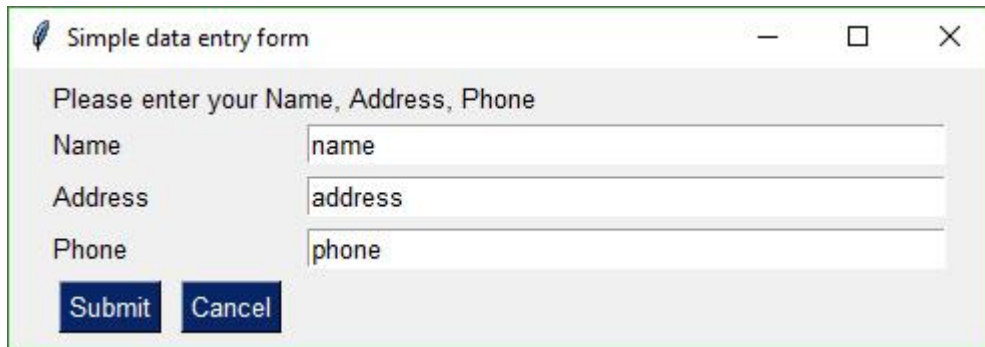 Simple data entry form
Please enter your Name, Address, Phone
Name name
Address address
Phone phone
Submit Cancel